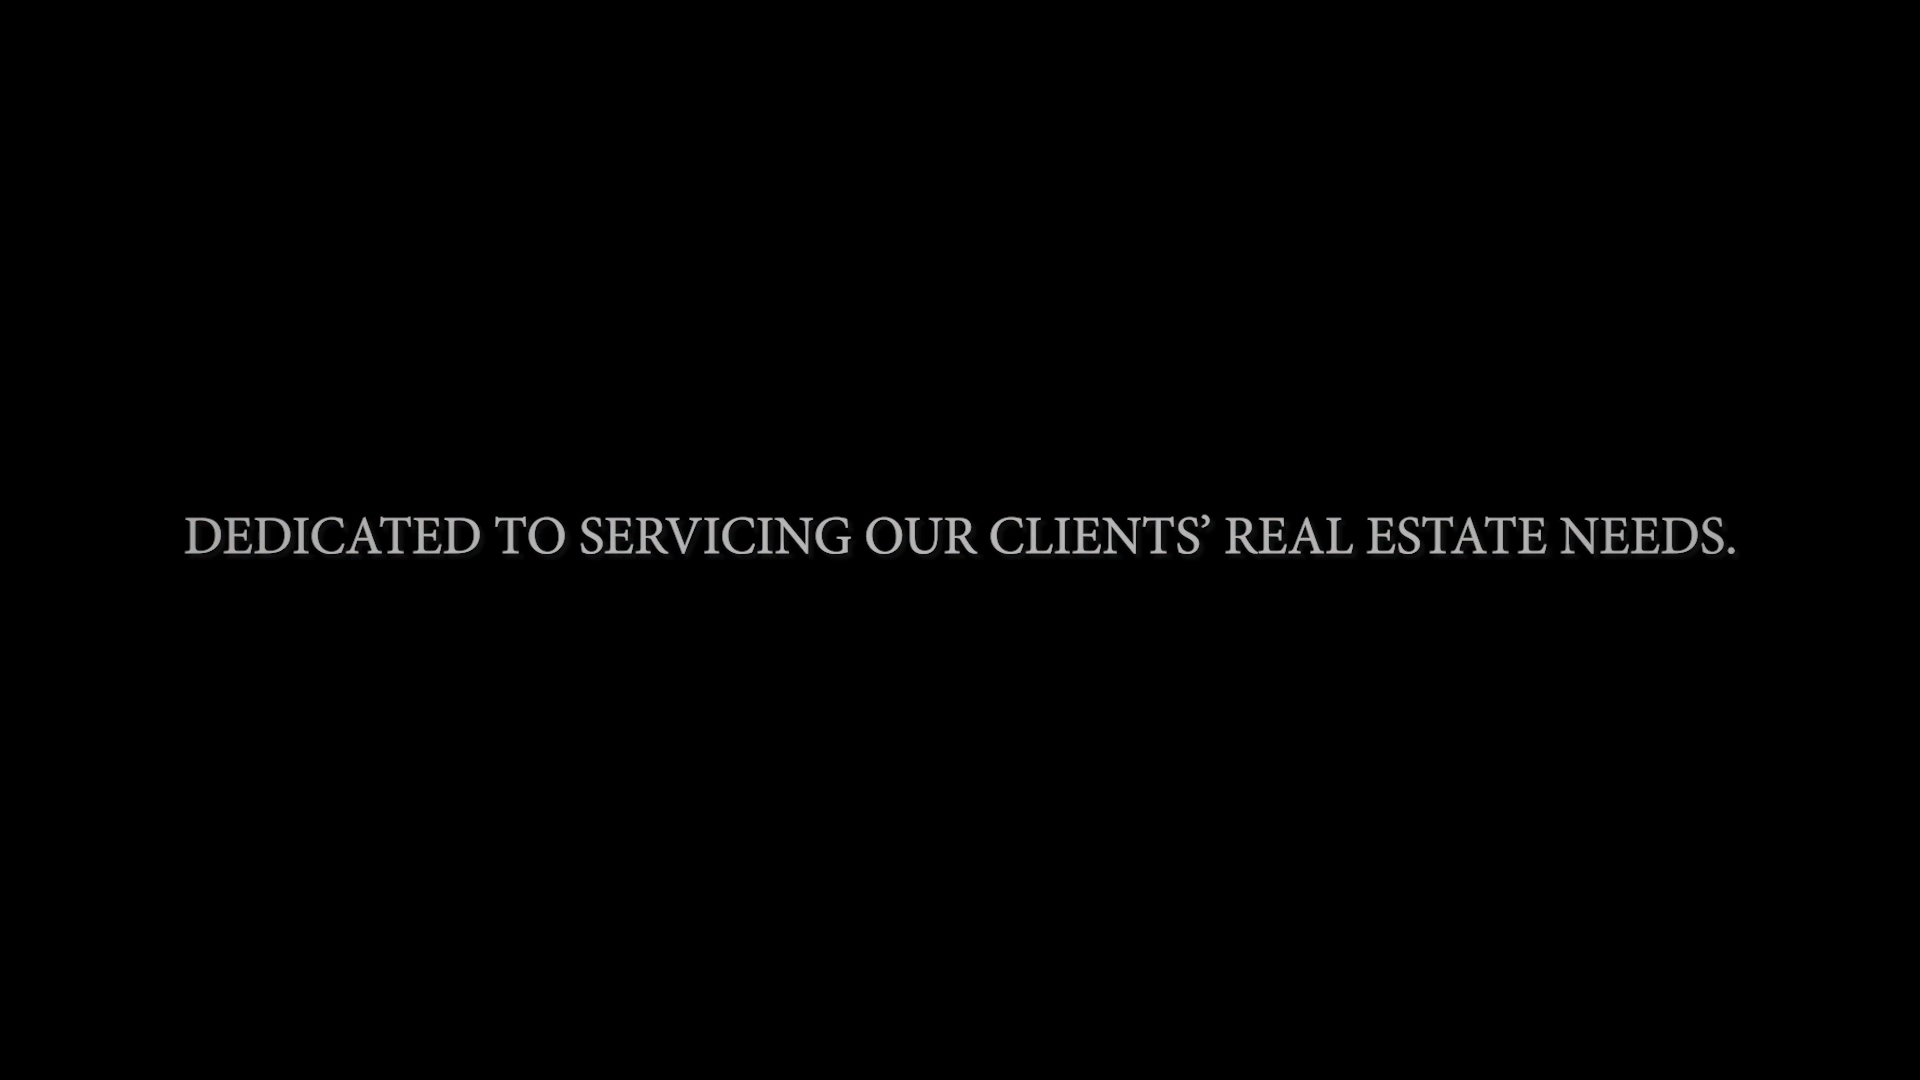 DEDICATED TO SERVICING OUR CLIENTS’ REAL ESTATE NEEDS.